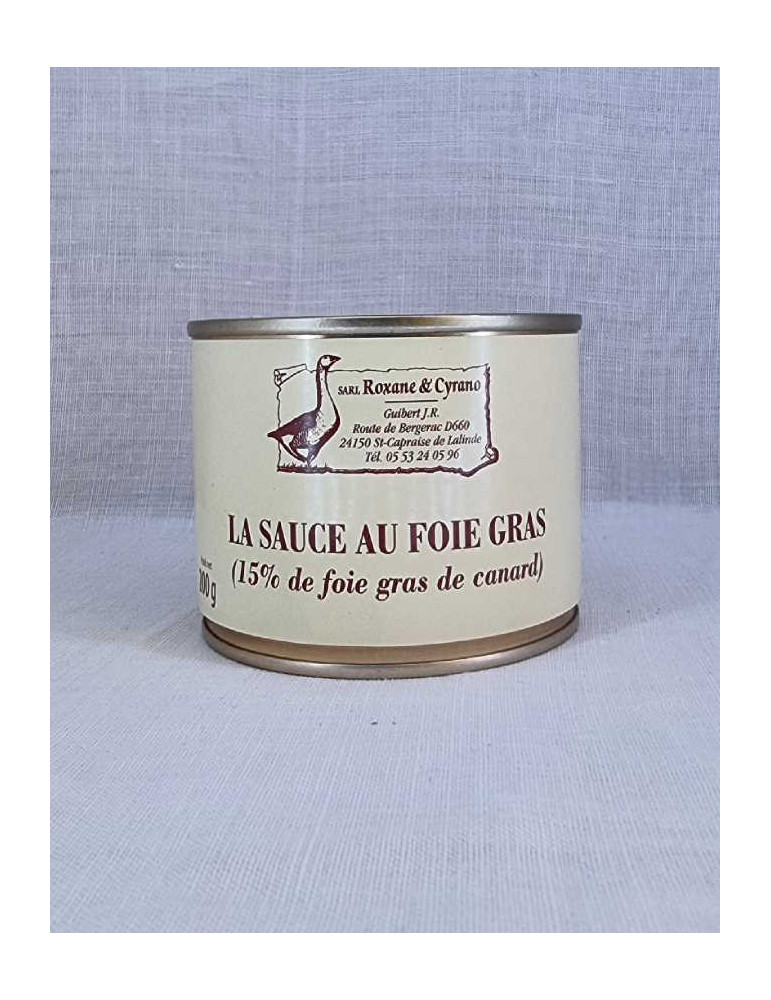 SARL Roxane & Cyrano
Guibert J.R.
Route de Bergerac D660
24150 St-Capraise de Lalinde
Tél. 05 53 24 05 96
LA SAUCE AU FOIE GRAS
(15% de foie gras de canard)